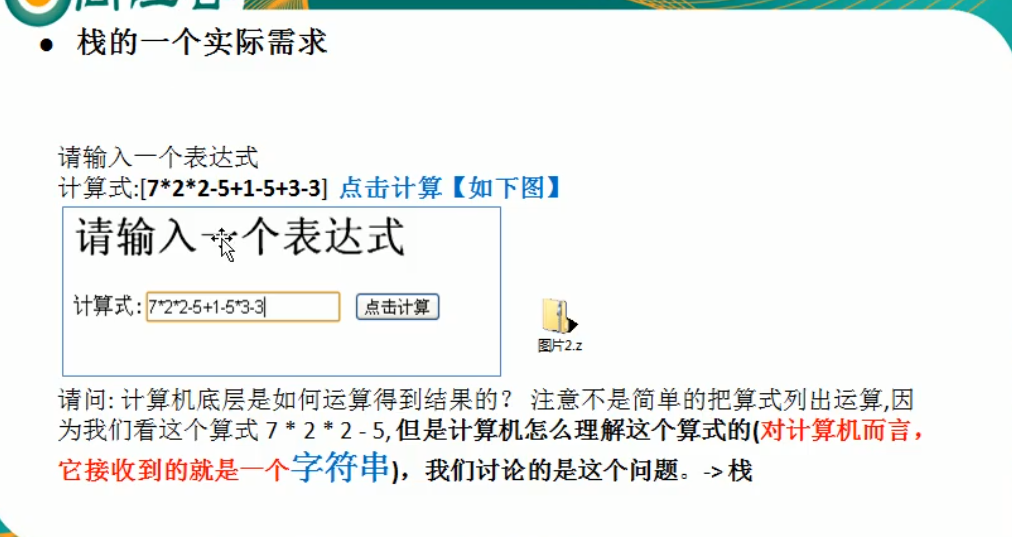 ● 栈的一个实际需求
请输入一个表达式
计算式:[7*2*2-5+1-5+3-3] 点击计算【如下图】
请输入一个表达式
计算式: 7*2*2-5+1-5*3-3 点击计算
图片2.z
请问: 计算机底层是如何运算得到结果的? 注意不是简单的把算式列出运算,因
为我们看这个算式 7 * 2 * 2 - 5, 但是计算机怎么理解这个算式的(对计算机而言,
它接收到的就是一个字符串)，我们讨论的是这个问题。-> 栈